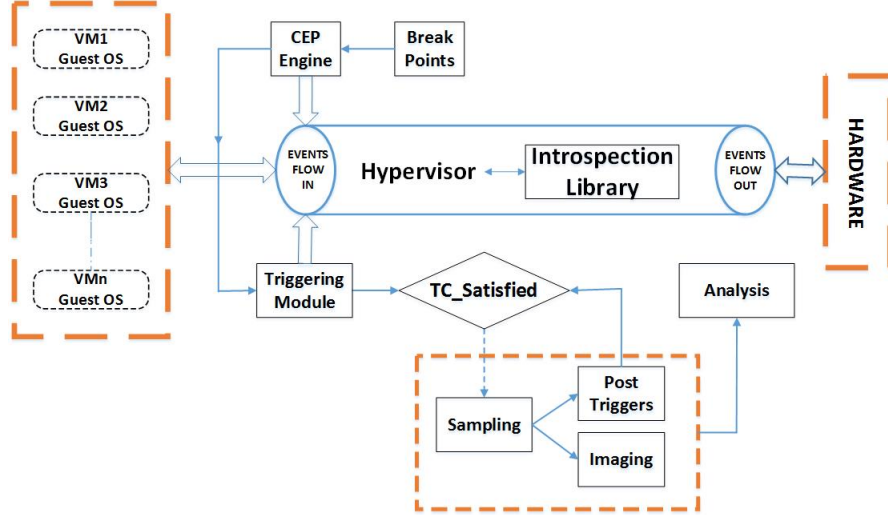 VM1
Guest OS
VM2
Guest OS
VM3
Guest OS
VMn
Guest OS
CEP
Engine
Break
Points
EVENTS
FLOW
IN
Hypervisor
Introspection
Library
EVENTS
FLOW
OUT
HARDWARE
Triggering
Module
TC_Satisfied
Analysis
Sampling
Post
Triggers
Imaging